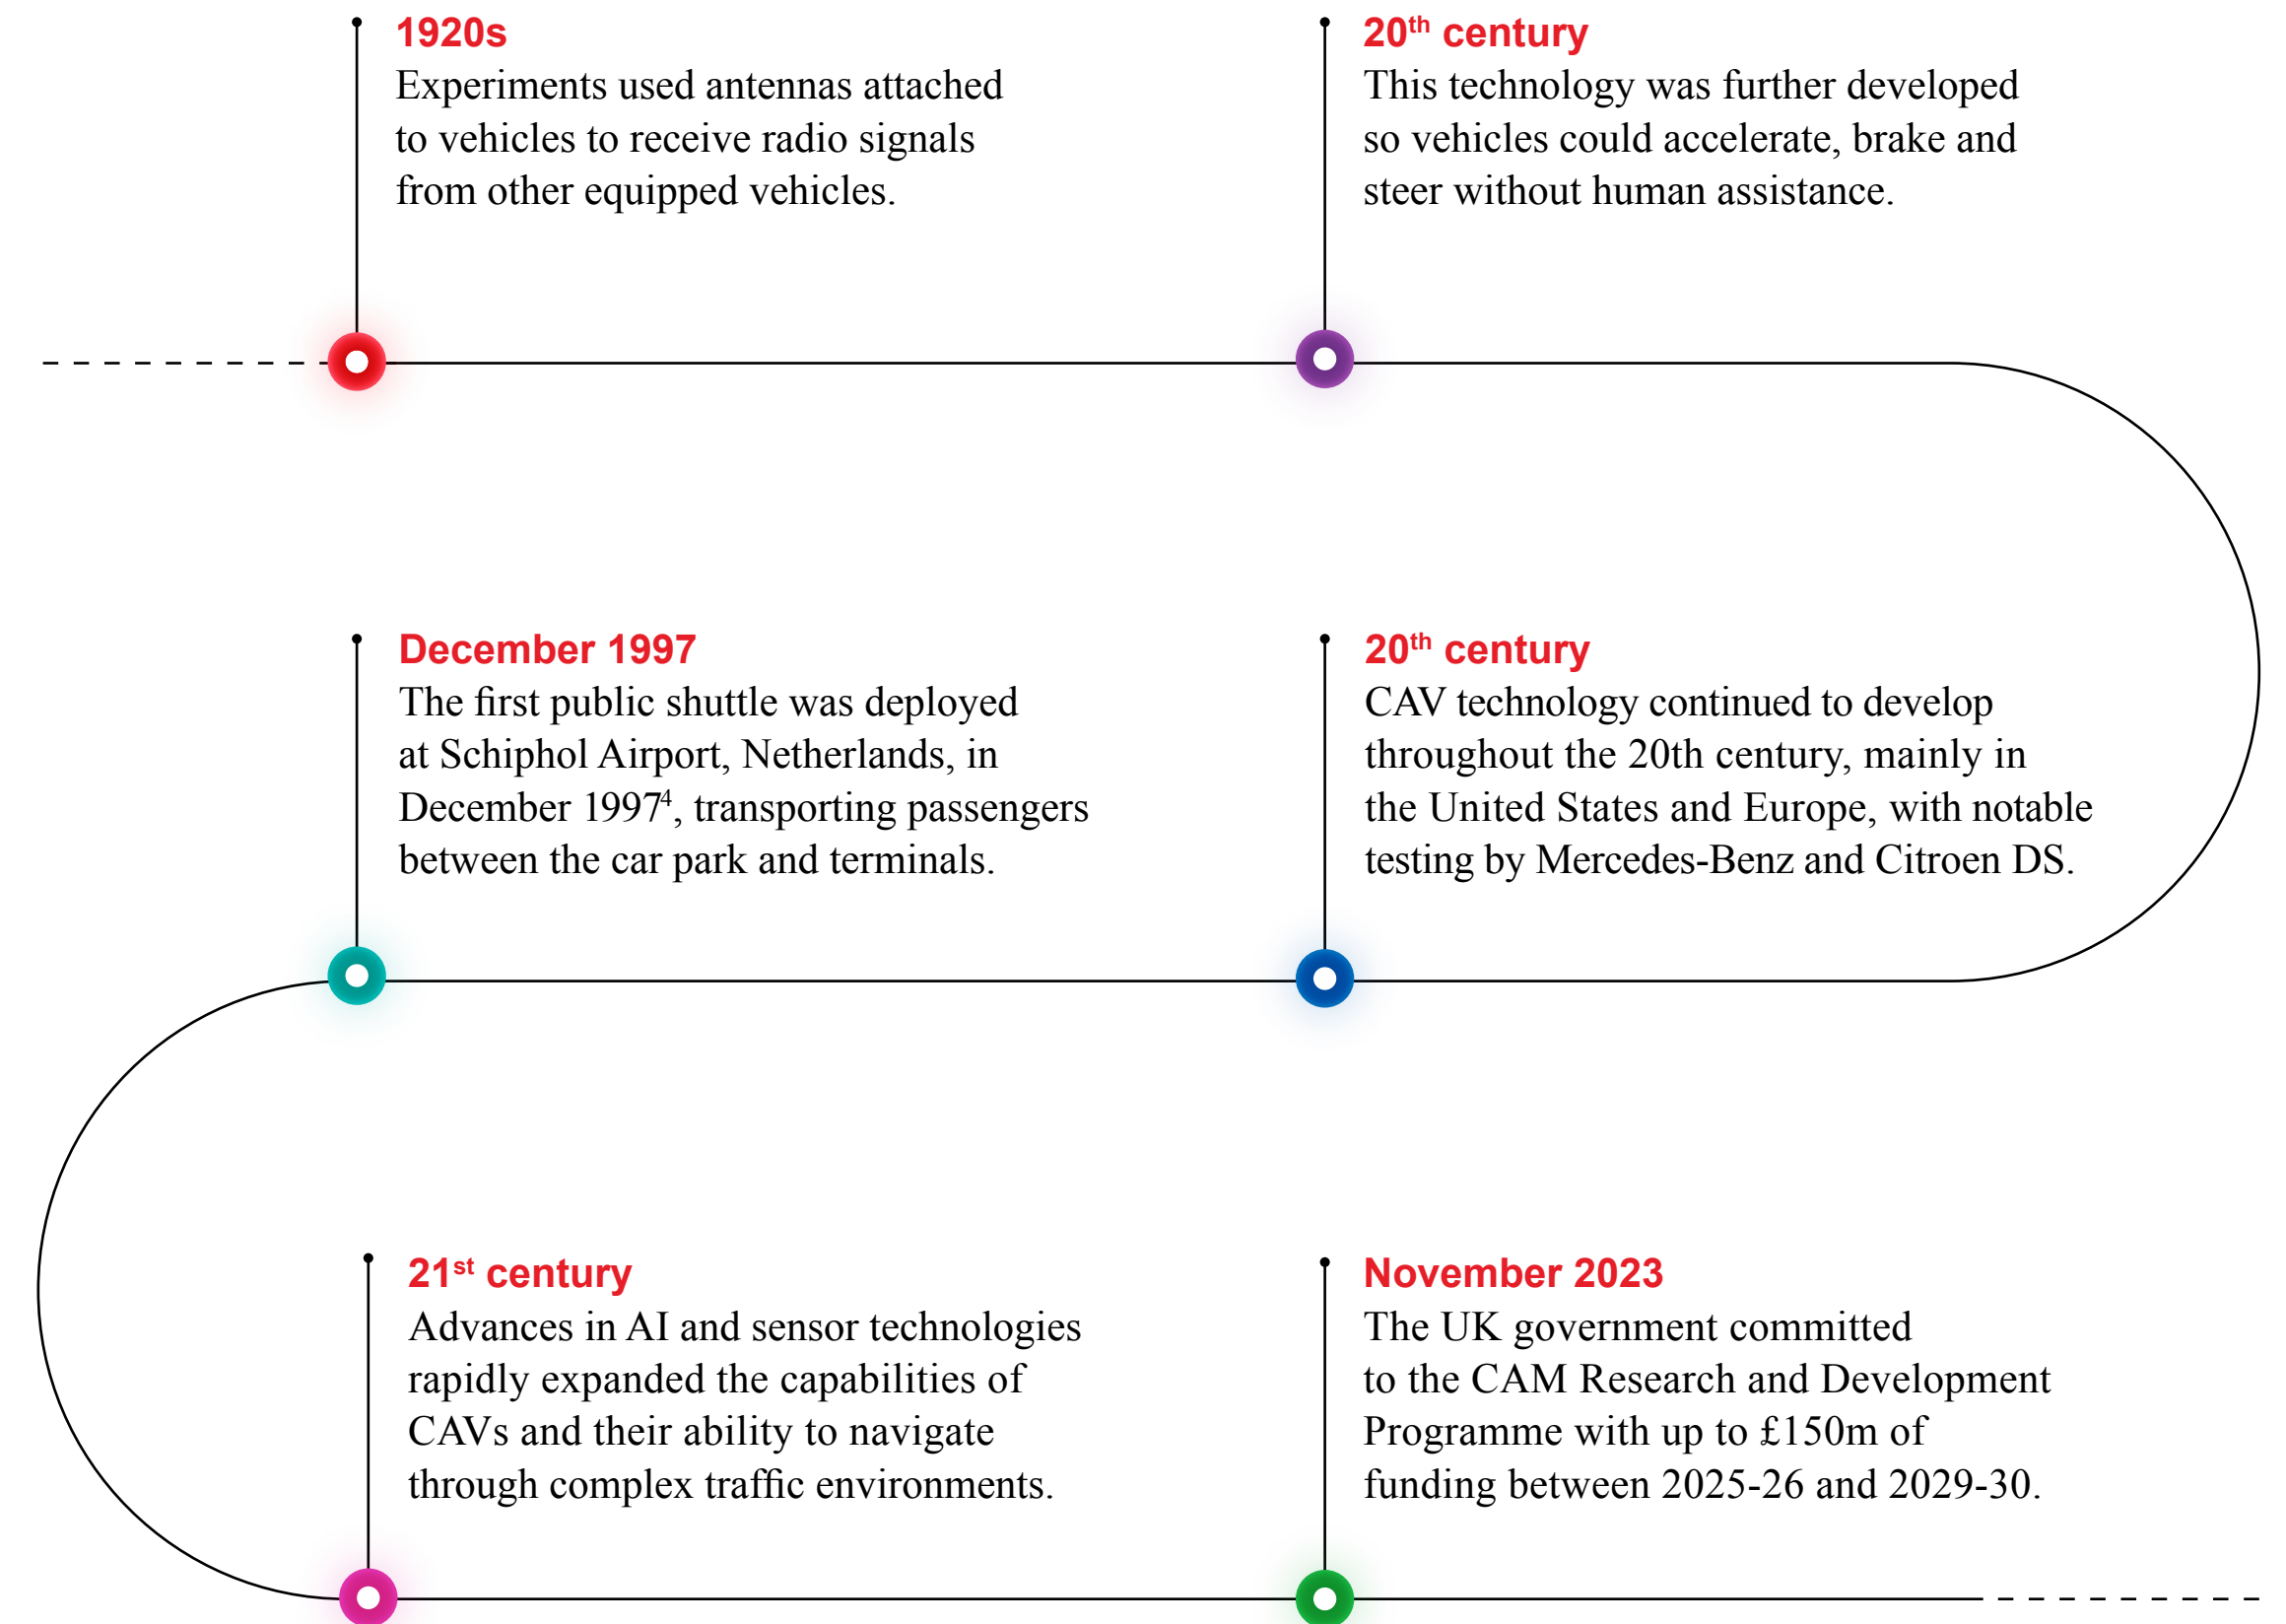 1920s
Experiments used antennas attached
to vehicles to receive radio signals
from other equipped vehicles.
20th century
This technology was further developed
so vehicles could accelerate, brake and
steer without human assistance.
20th century
CAV technology continued to develop
throughout the 20th century, mainly in
the United States and Europe, with notable
testing by Mercedes-Benz and Citroen DS.
December 1997
The first public shuttle was deployed
at Schiphol Airport, Netherlands, in
December 1997⁴, transporting passengers
between the car park and terminals.
21st century
Advances in AI and sensor technologies
rapidly expanded the capabilities of
CAVs and their ability to navigate
through complex traffic environments.
November 2023
The UK government committed
to the CAM Research and Development
Programme with up to £150m of
funding between 2025-26 and 2029-30.